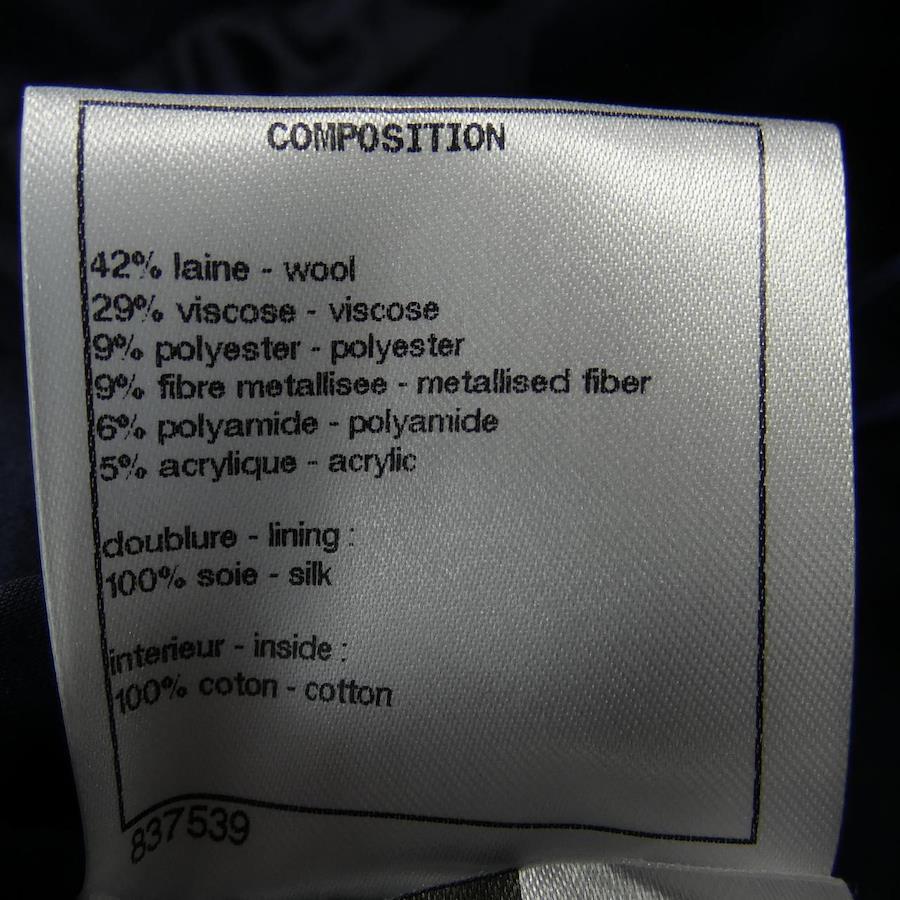 COMPOSITION
42% laine - wool
29% viscose - viscose
9% polyester - polyester
9% fibre metallisee - metallised fiber
6% polyamide - polyamide
5% acrylique - acrylic
doublure - lining :
100% soie - silk
interieur - inside :
100% coton - cotton
837539